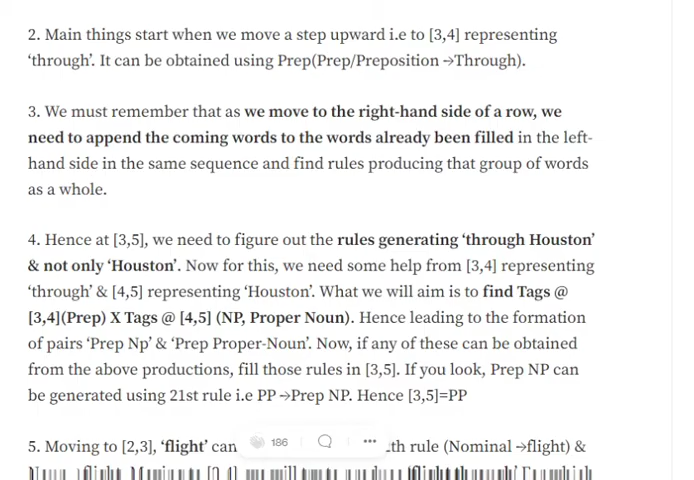 2. Main things start when we move a step upward i.e to [3,4] representing
‘through’. It can be obtained using Prep(Prep/Preposition →Through).
3. We must remember that as we move to the right-hand side of a row, we
need to append the coming words to the words already been filled in the left-
hand side in the same sequence and find rules producing that group of words
as a whole.
4. Hence at [3,5], we need to figure out the rules generating ‘through Houston’
& not only ‘Houston’. Now for this, we need some help from [3,4] representing
‘through’ & [4,5] representing ‘Houston’. What we will aim is to find Tags @
[3,4](Prep) X Tags @ [4,5] (NP, Proper Noun). Hence leading to the formation
of pairs ‘Prep Np’ & ‘Prep Proper-Noun’. Now, if any of these can be obtained
from the above productions, fill those rules in [3,5]. If you look, Prep NP can
be generated using 21st rule i.e PP →Prep NP. Hence [3,5]=PP
5. Moving to [2,3], ‘flight’ can th rule (Nominal →flight) &
186